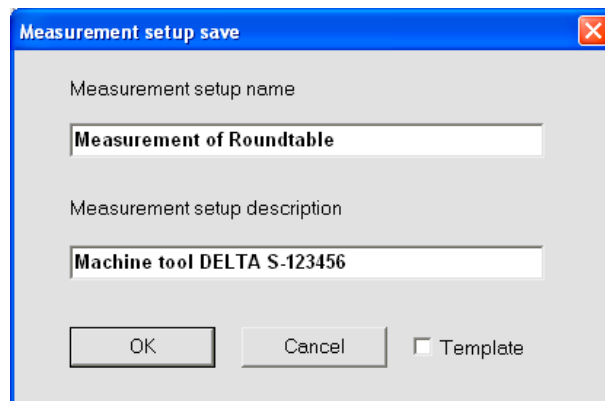 Measurement setup save
Measurement setup name
Measurement of Roundtable
Measurement setup description
Machine tool DELTA S-123456
OK Cancel Template